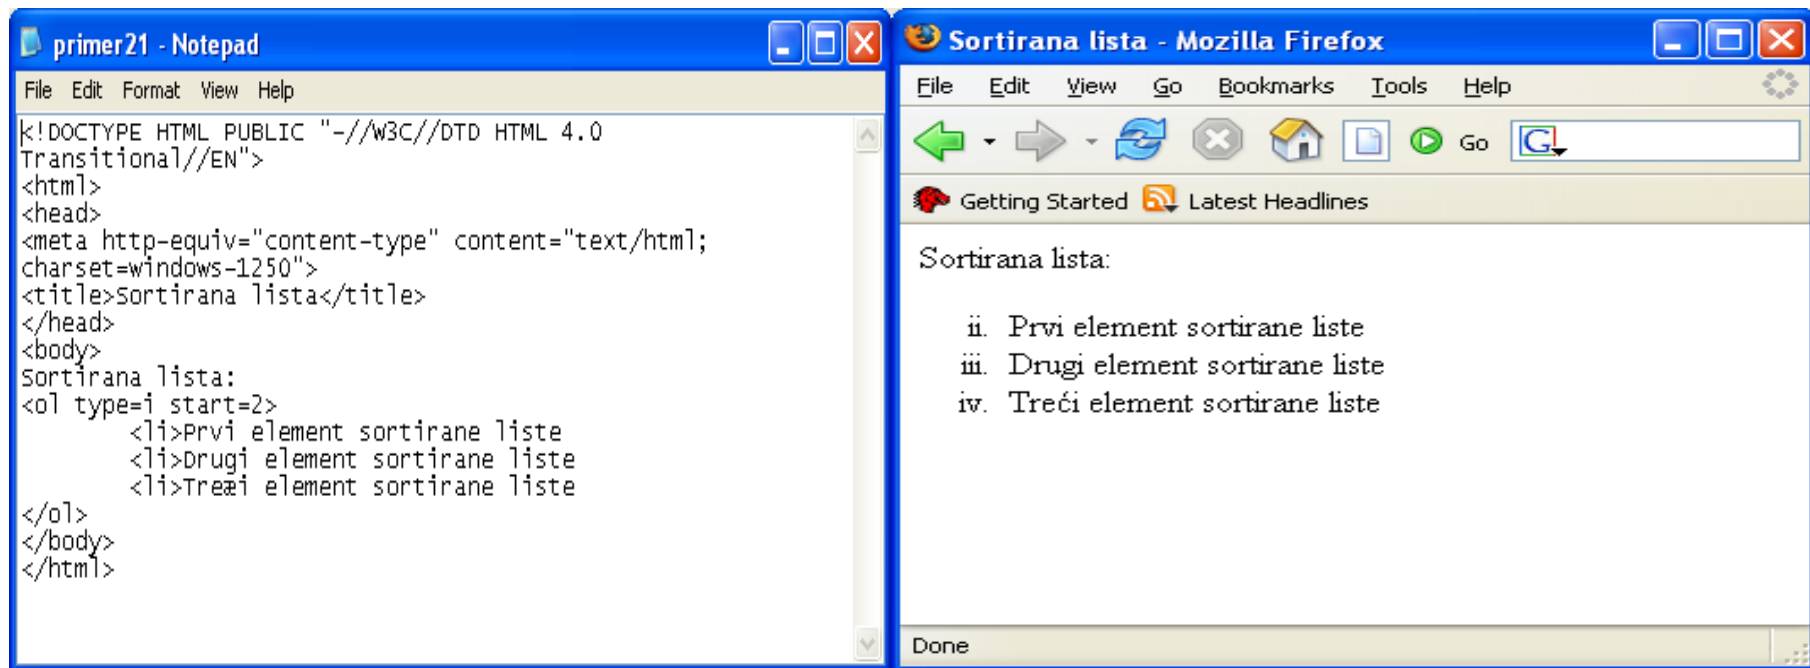 primer21 - Notepad
File Edit Format View Help
<!DOCTYPE HTML PUBLIC "-//W3C//DTD HTML 4.0
Transitional//EN">
<html>
<head>
<meta http-equiv="content-type" content="text/html;
charset=windows-1250">
<title>Sortirana lista</title>
</head>
<body>
Sortirana lista:
<ol type=i start=2>
<li>Prvi element sortirane liste
<li>Drugi element sortirane liste
<li>Treæi element sortirane liste
</ol>
</body>
</html>
Sortirana lista - Mozilla Firefox
File Edit View Go Bookmarks Tools Help
Go G
Getting Started Latest Headlines
Sortirana lista:
ii. Prvi element sortirane liste
iii. Drugi element sortirane liste
iv. Treći element sortirane liste
Done